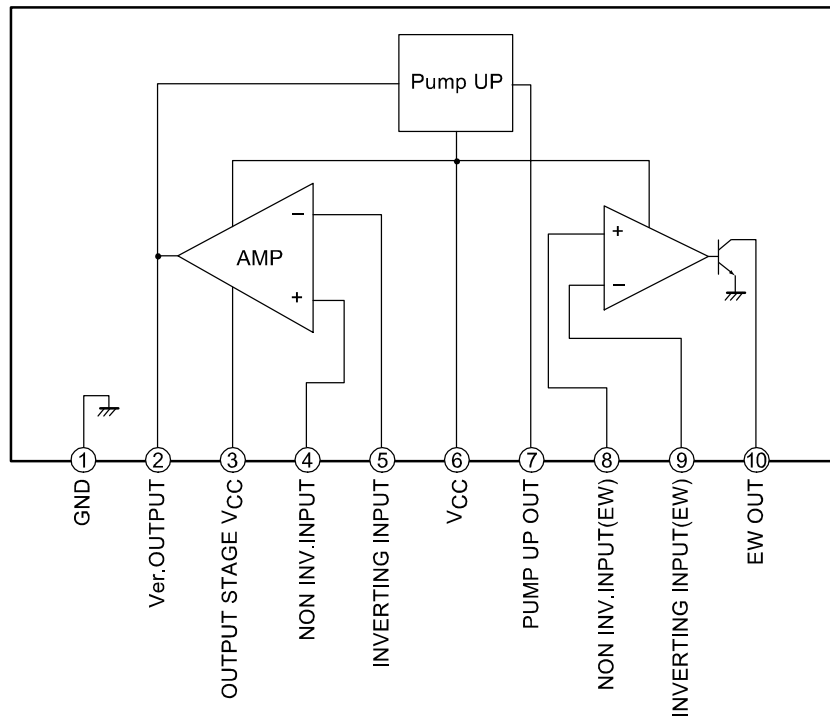 Pump UP
AMP
−
+
+
−
1
2
3
4
5
6
7
8
9
10
GND
Ver.OUTPUT
OUTPUT STAGE VCC
NON INV.INPUT
INVERTING INPUT
VCC
PUMP UP OUT
NON INV.INPUT(EW)
INVERTING INPUT(EW)
EW OUT